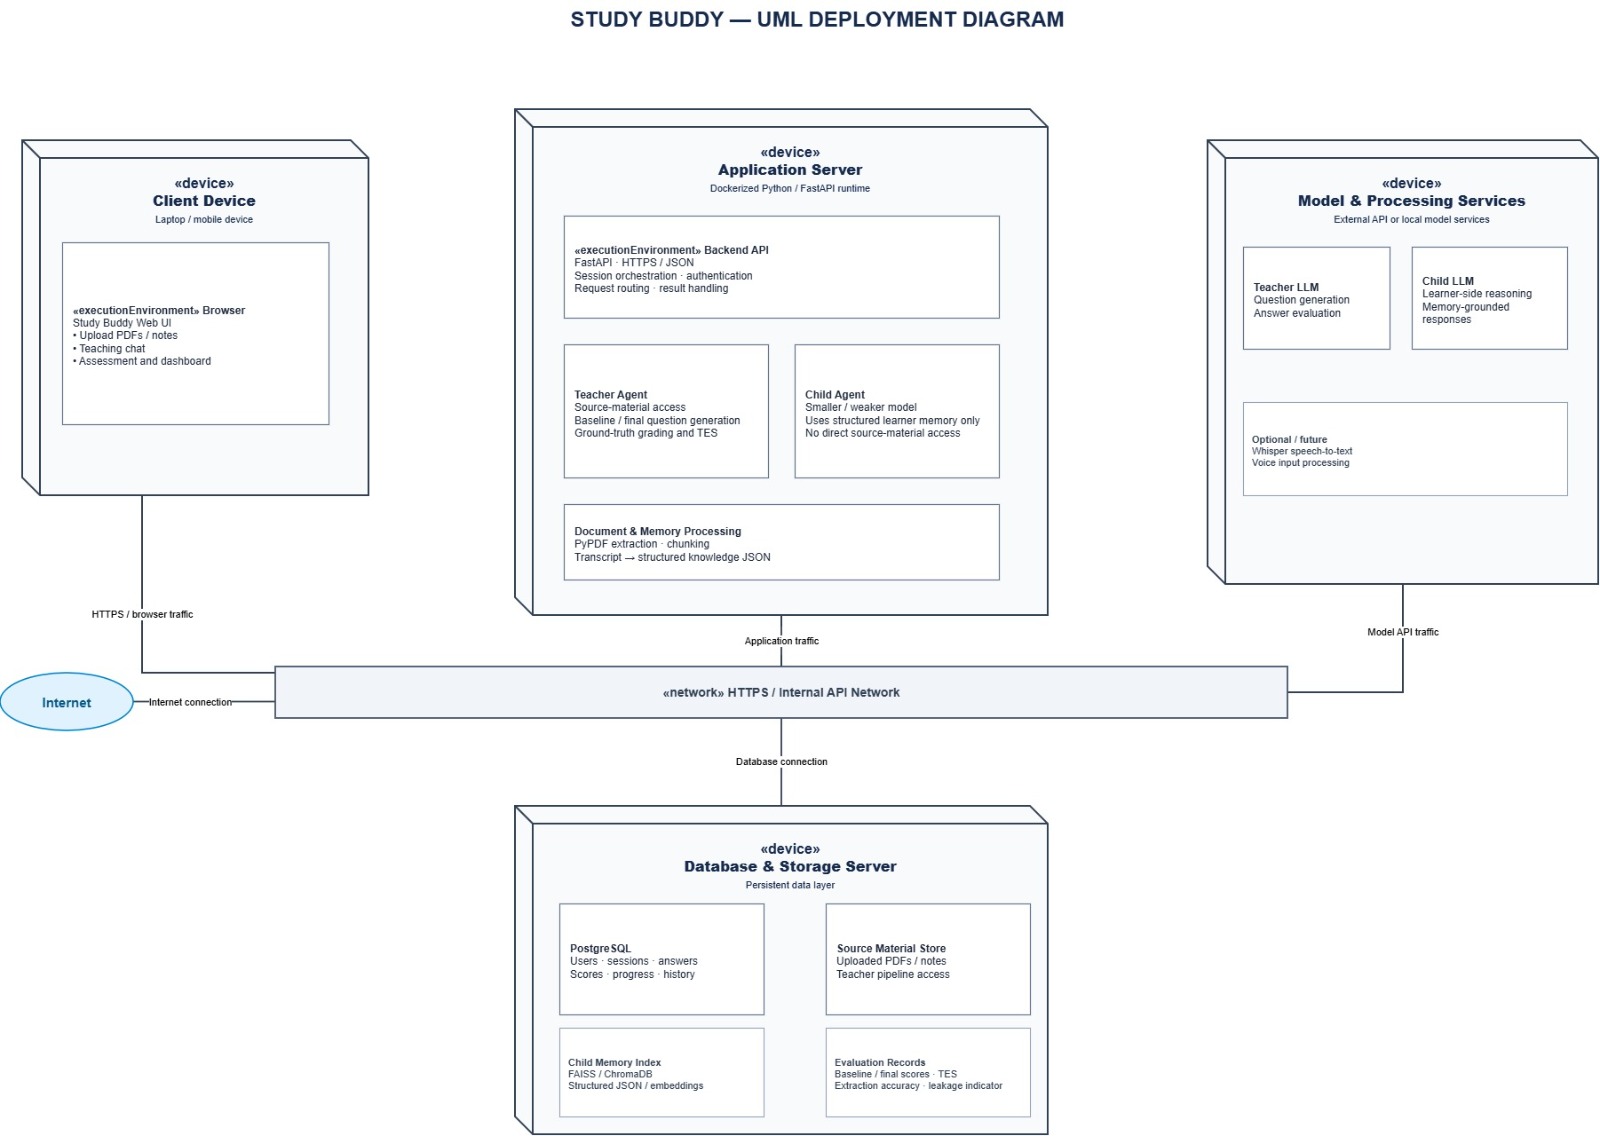 STUDY BUDDY — UML DEPLOYMENT DIAGRAM
«device»
Client Device
Laptop / mobile device
«executionEnvironment» Browser
Study Buddy Web UI
• Upload PDFs / notes
• Teaching chat
• Assessment and dashboard
«device»
Application Server
Dockerized Python / FastAPI runtime
«executionEnvironment» Backend API
FastAPI · HTTPS / JSON
Session orchestration · authentication
Request routing · result handling
Teacher Agent
Source-material access
Baseline / final question generation
Ground-truth grading and TES
Child Agent
Smaller / weaker model
Uses structured learner memory only
No direct source-material access
Document & Memory Processing
PyPDF extraction · chunking
Transcript → structured knowledge JSON
«device»
Model & Processing Services
External API or local model services
Teacher LLM
Question generation
Answer evaluation
Child LLM
Learner-side reasoning
Memory-grounded
responses
Optional / future
Whisper speech-to-text
Voice input processing
HTTPS / browser traffic
Application traffic
Model API traffic
Internet
Internet connection
«network» HTTPS / Internal API Network
Database connection
«device»
Database & Storage Server
Persistent data layer
PostgreSQL
Users · sessions · answers
Scores · progress · history
Source Material Store
Uploaded PDFs / notes
Teacher pipeline access
Child Memory Index
FAISS / ChromaDB
Structured JSON / embeddings
Evaluation Records
Baseline / final scores · TES
Extraction accuracy · leakage indicator